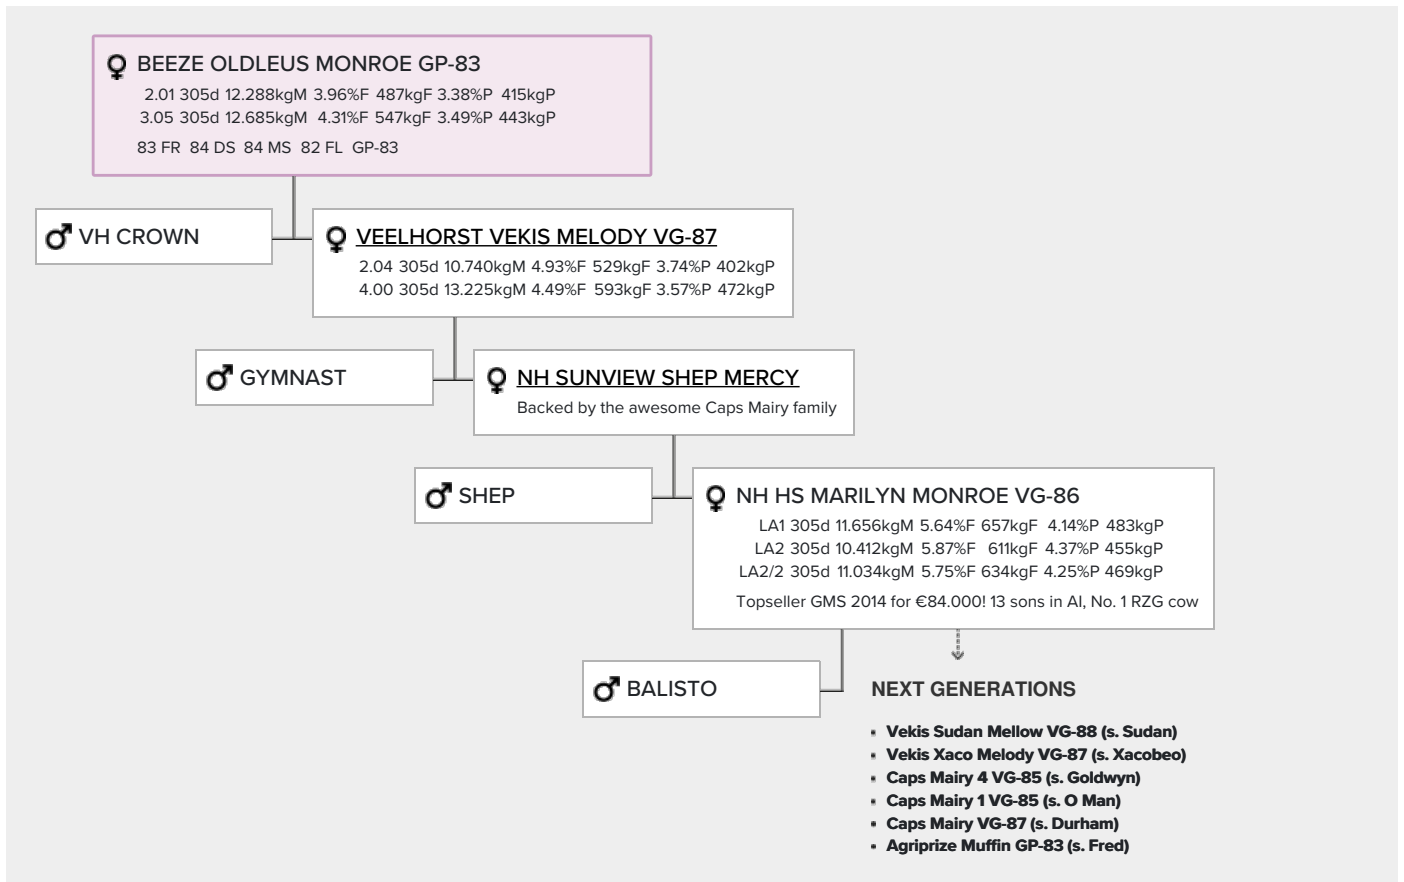 BEEZE OLDLEUS MONROE GP-83
2.01 305d 12.288kgM 3.96%F 487kgF 3.38%P 415kgP
3.05 305d 12.685kgM 4.31%F 547kgF 3.49%P 443kgP
83 FR 84 DS 84 MS 82 FL GP-83
VH CROWN
VEELHORST VEKIS MELODY VG-87
2.04 305d 10.740kgM 4.93%F 529kgF 3.74%P 402kgP
4.00 305d 13.225kgM 4.49%F 593kgF 3.57%P 472kgP
GYMNAST
NH SUNVIEW SHEP MERCY
Backed by the awesome Caps Mairy family
SHEP
NH HS MARILYN MONROE VG-86
LA1 305d 11.656kgM 5.64%F 657kgF 4.14%P 483kgP
LA2 305d 10.412kgM 5.87%F 611kgF 4.37%P 455kgP
LA2/2 305d 11.034kgM 5.75%F 634kgF 4.25%P 469kgP
Topseller GMS 2014 for €84.000! 13 sons in AI, No. 1 RZG cow
BALISTO
NEXT GENERATIONS
Vekis Sudan Mellow VG-88 (s. Sudan)
Vekis Xaco Melody VG-87 (s. Xacobeo)
Caps Mairy 4 VG-85 (s. Goldwyn)
Caps Mairy 1 VG-85 (s. O Man)
Caps Mairy VG-87 (s. Durham)
Agriprize Muffin GP-83 (s. Fred)